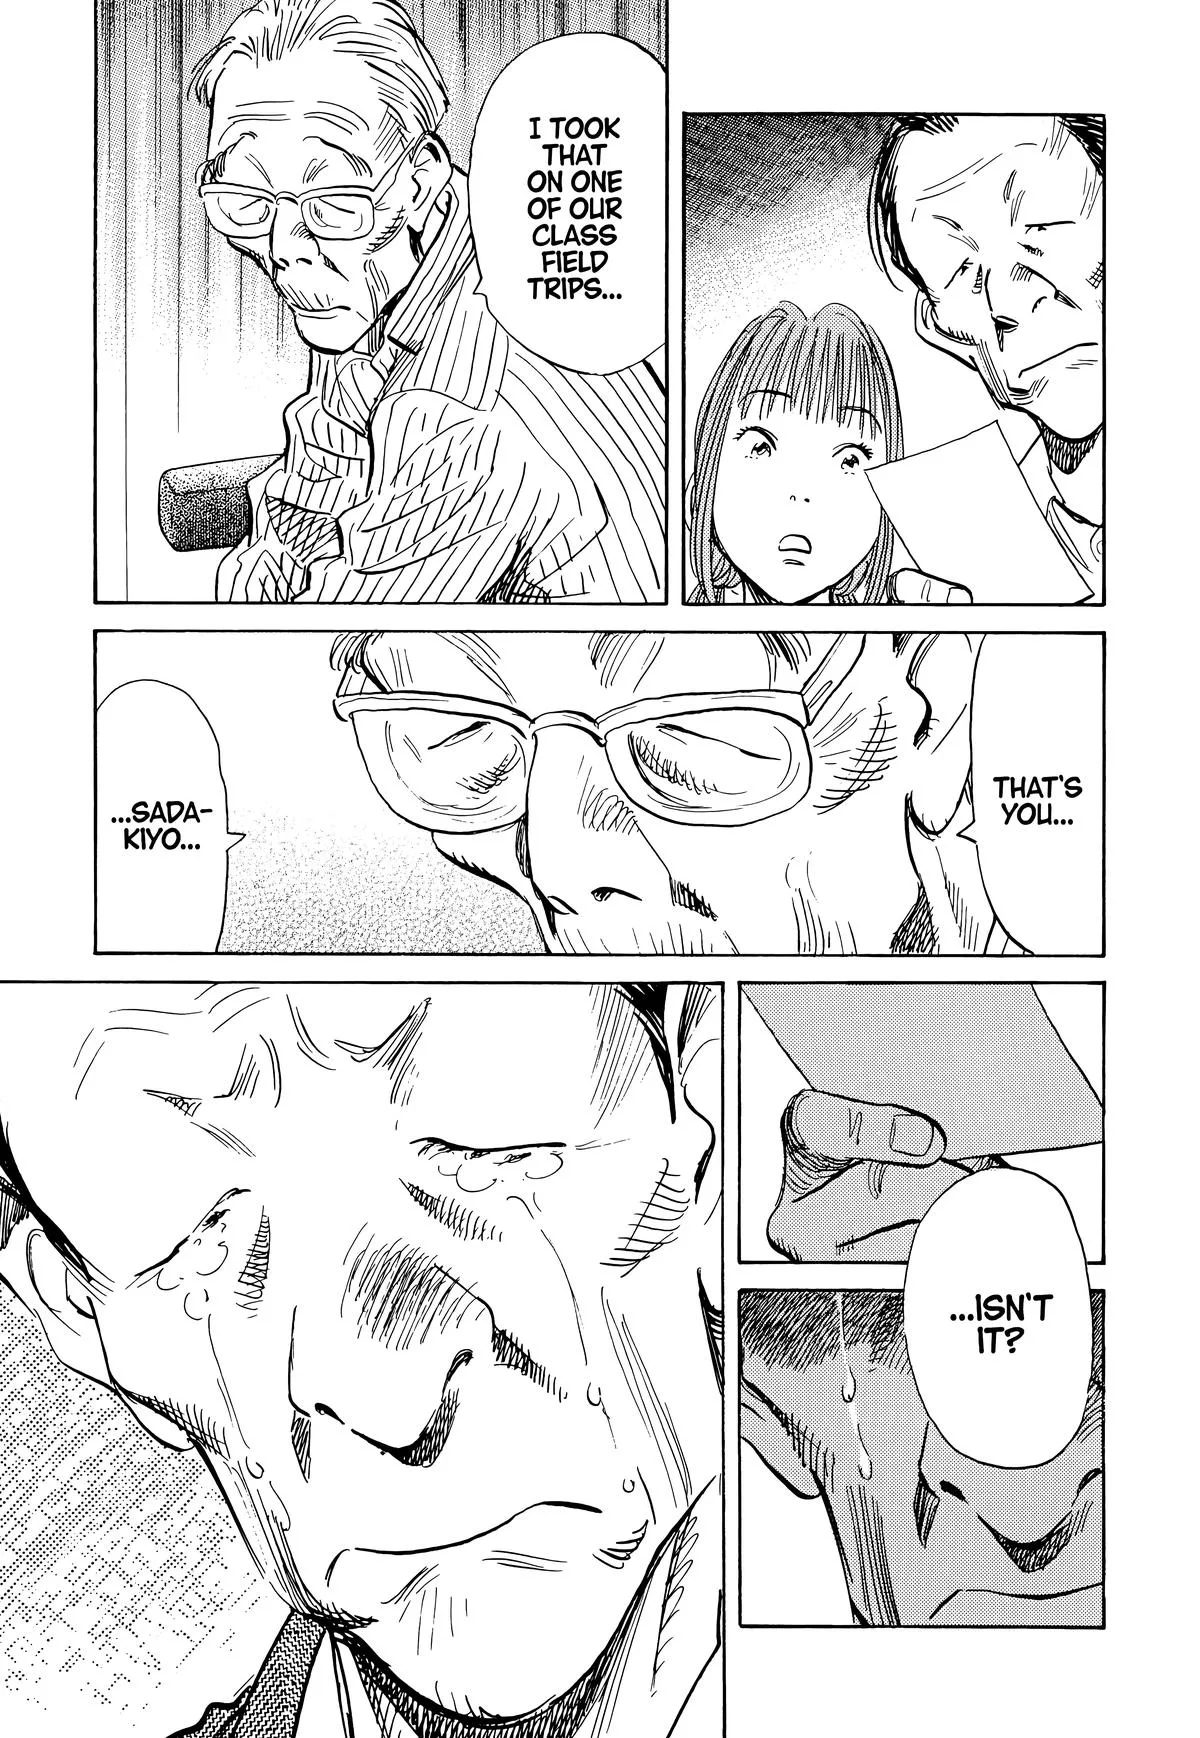 I TOOK
THAT
ON ONE
OF OUR
CLASS
FIELD
TRIPS...
THAT'S
YOU...
...SADA-
KIYO...
...ISN'T
IT?